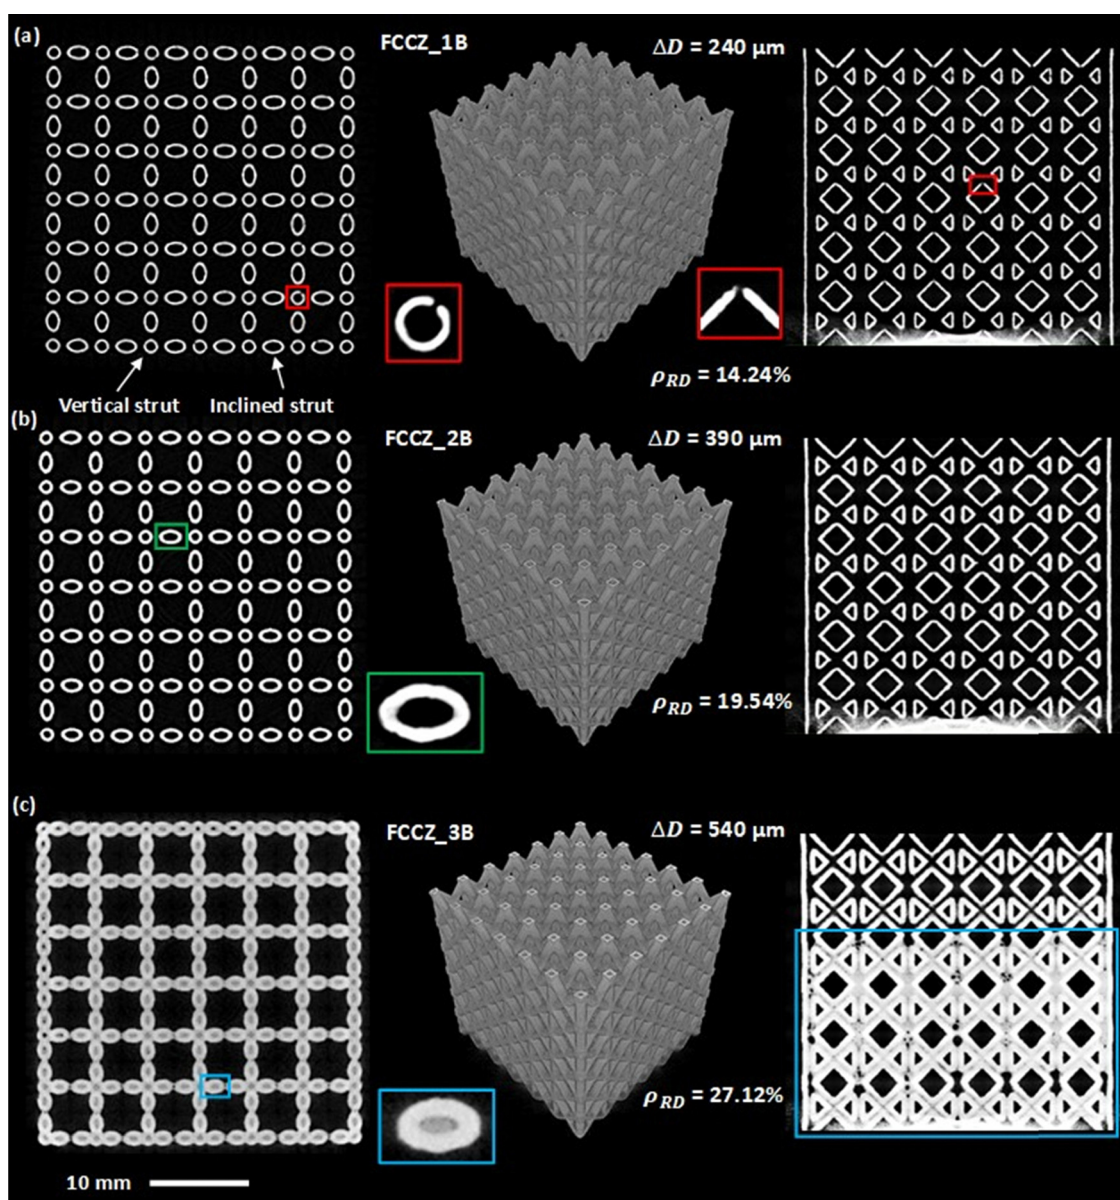 (a)
FCCZ_1B
ΔD = 240 μm
ρRD = 14.24%
Vertical strut
Inclined strut
(b)
FCCZ_2B
ΔD = 390 μm
ρRD = 19.54%
(c)
FCCZ_3B
ΔD = 540 μm
ρRD = 27.12%
10 mm